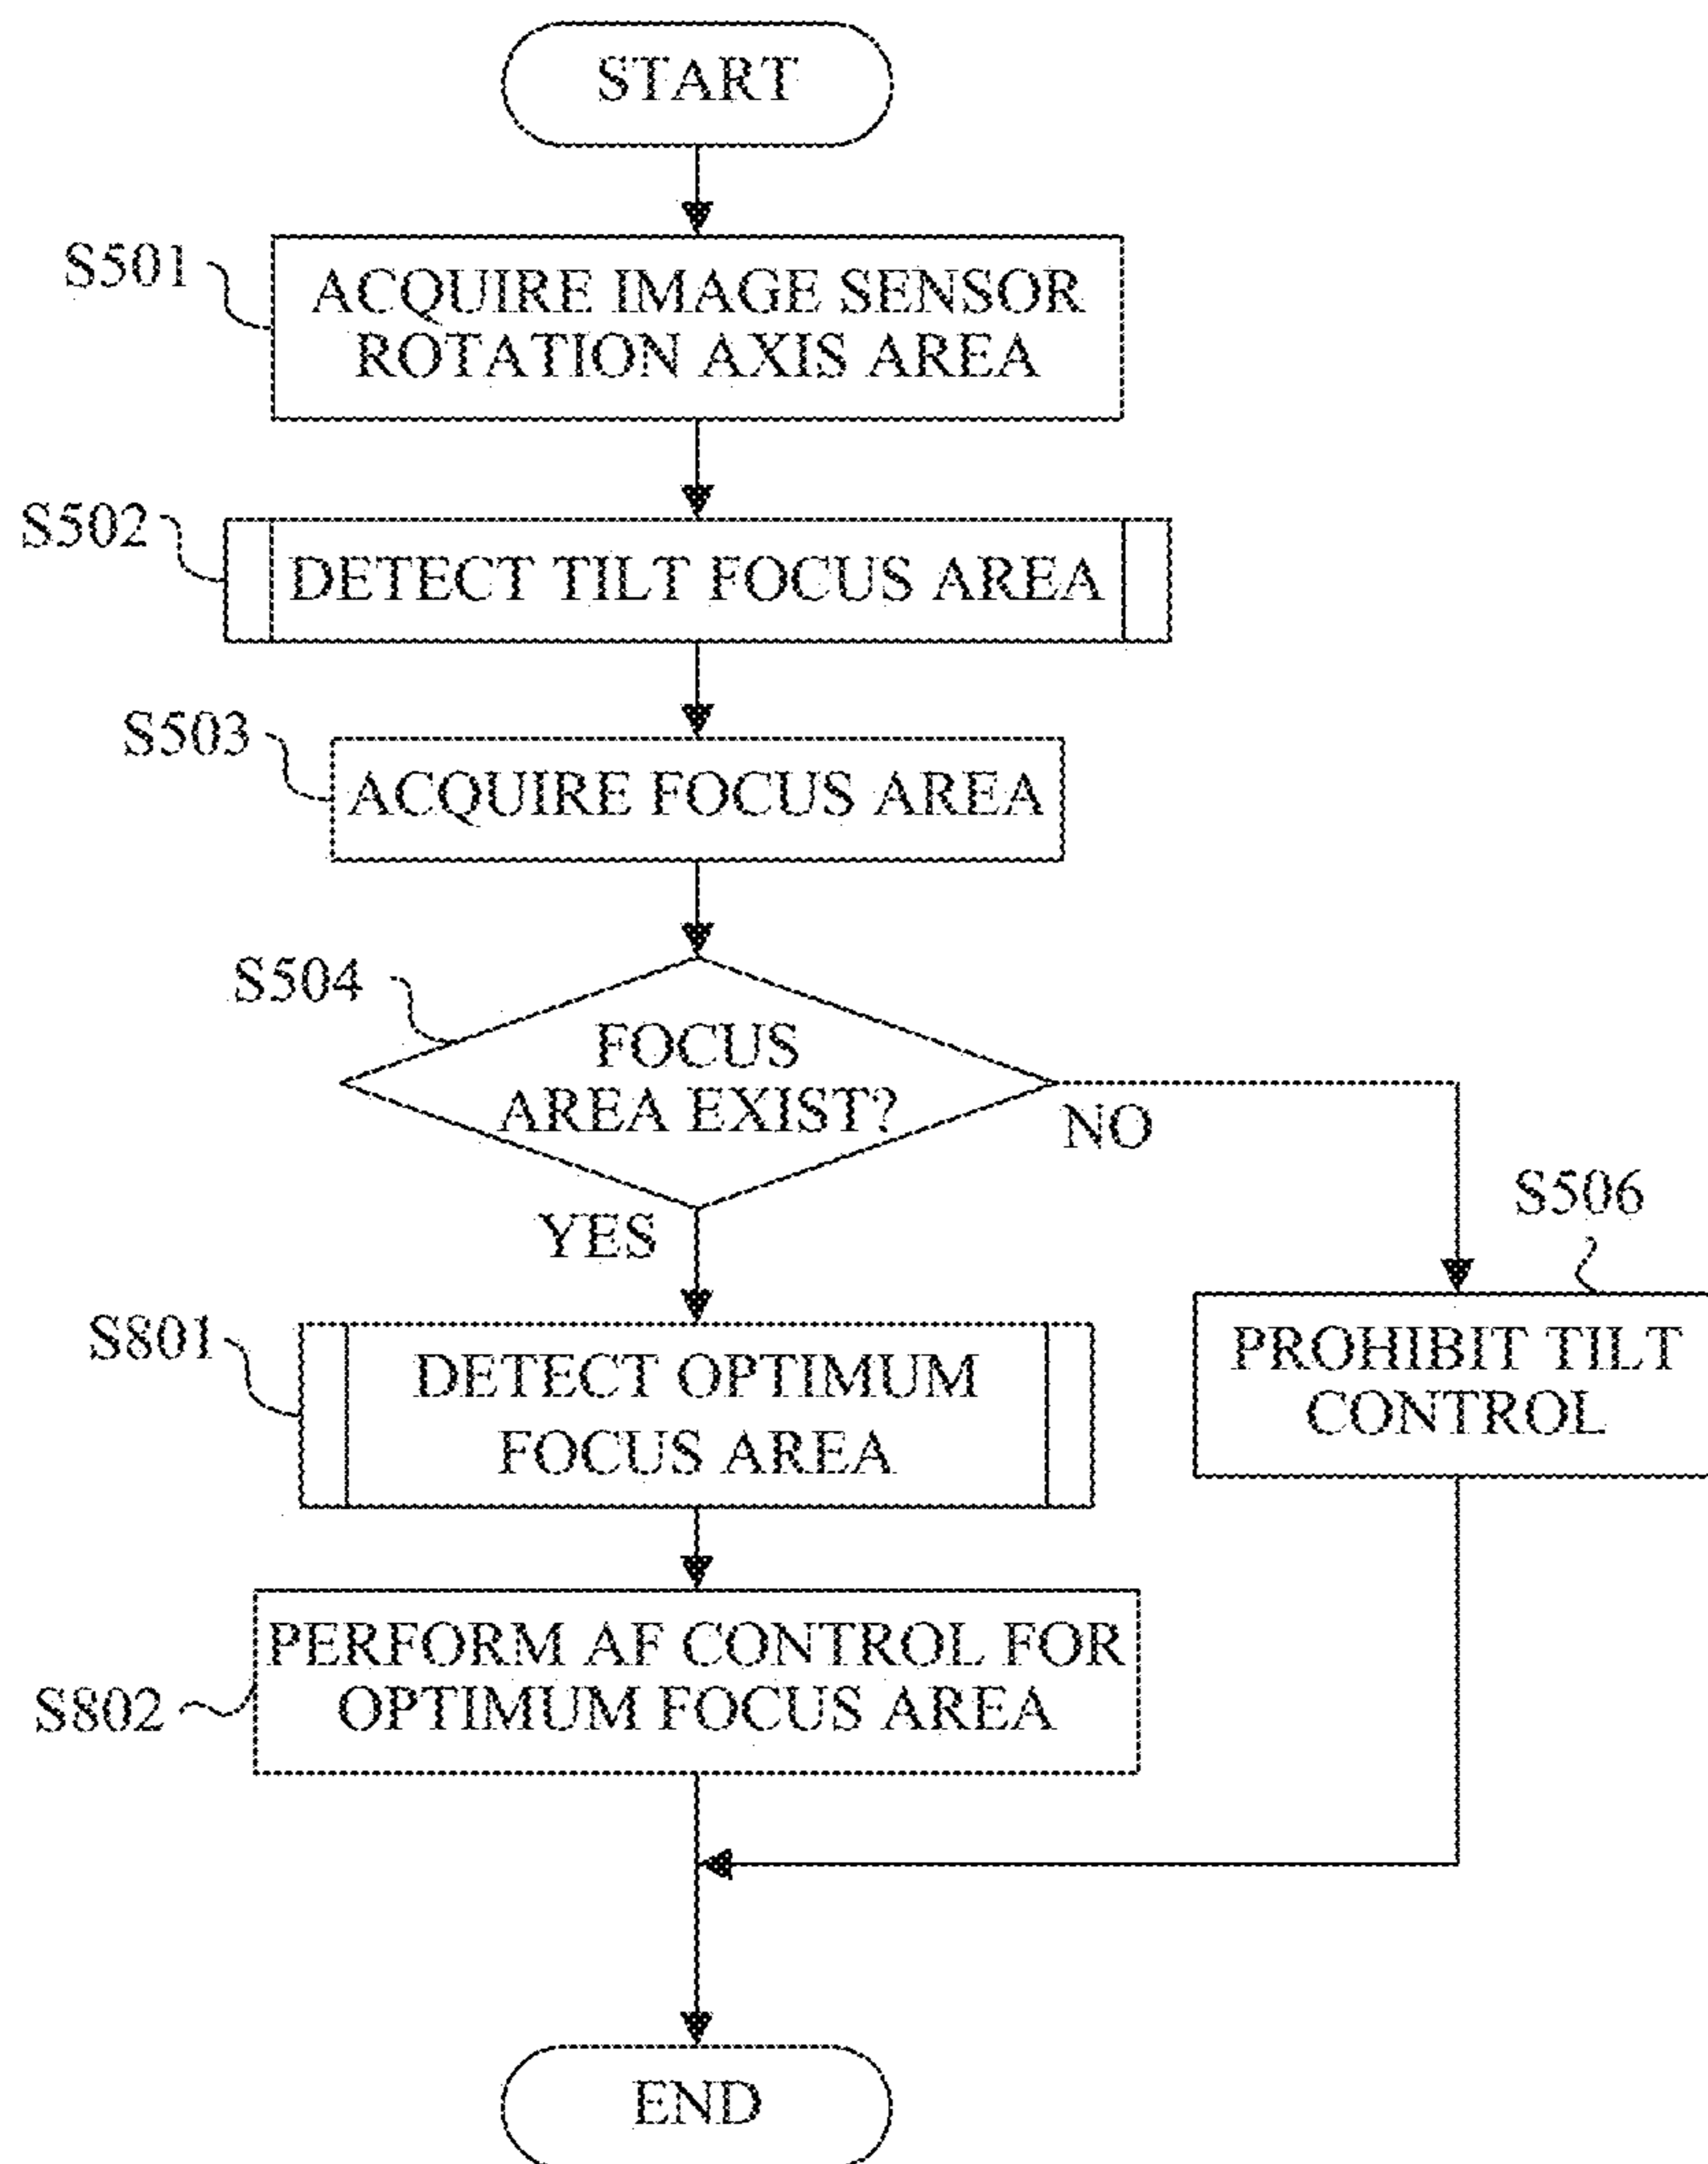 START
S501
ACQUIRE IMAGE SENSOR
ROTATION AXIS AREA
S502
DETECT TILT FOCUS AREA
S503
ACQUIRE FOCUS AREA
S504
FOCUS
AREA EXIST?
NO
YES
S506
PROHIBIT TILT
CONTROL
S801
DETECT OPTIMUM
FOCUS AREA
S802
PERFORM AF CONTROL FOR
OPTIMUM FOCUS AREA
END